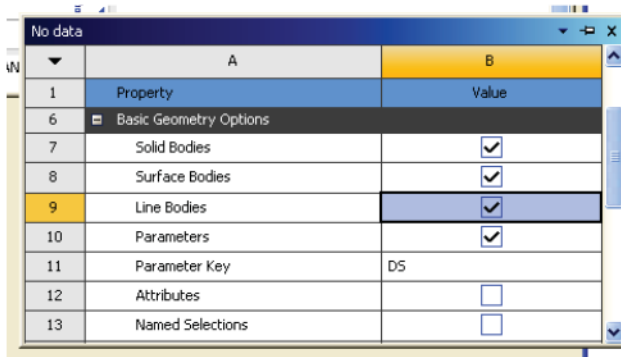 No data
AN
A B
1 Property Value
6 Basic Geometry Options
7 Solid Bodies
8 Surface Bodies
9 Line Bodies
10 Parameters
11 Parameter Key DS
12 Attributes
13 Named Selections